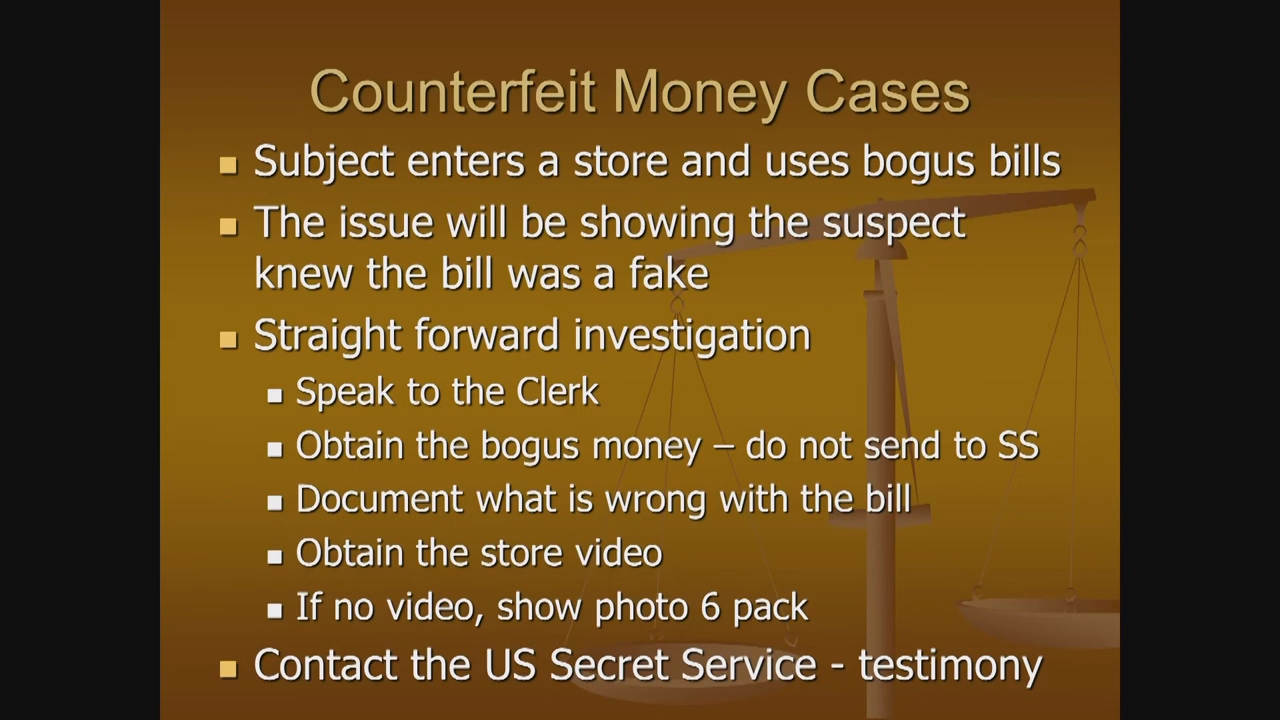 Counterfeit Money Cases
Subject enters a store and uses bogus bills
The issue will be showing the suspect
knew the bill was a fake
Straight forward investigation
Speak to the Clerk
Obtain the bogus money – do not send to SS
Document what is wrong with the bill
Obtain the store video
If no video, show photo 6 pack
Contact the US Secret Service - testimony